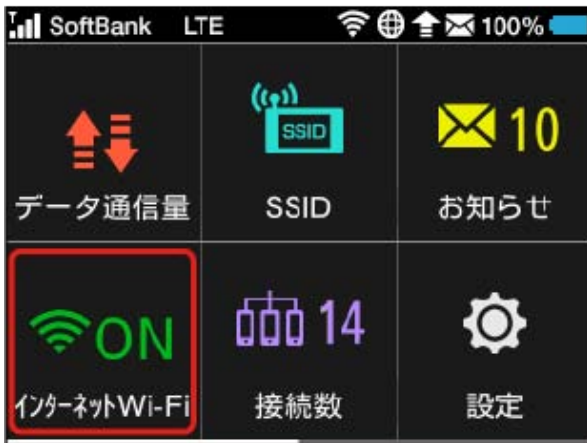 SoftBank LTE 100%
SSID
10
データ通信量 SSID お知らせ
ON 14
インターネットWi-Fi 接続数 設定